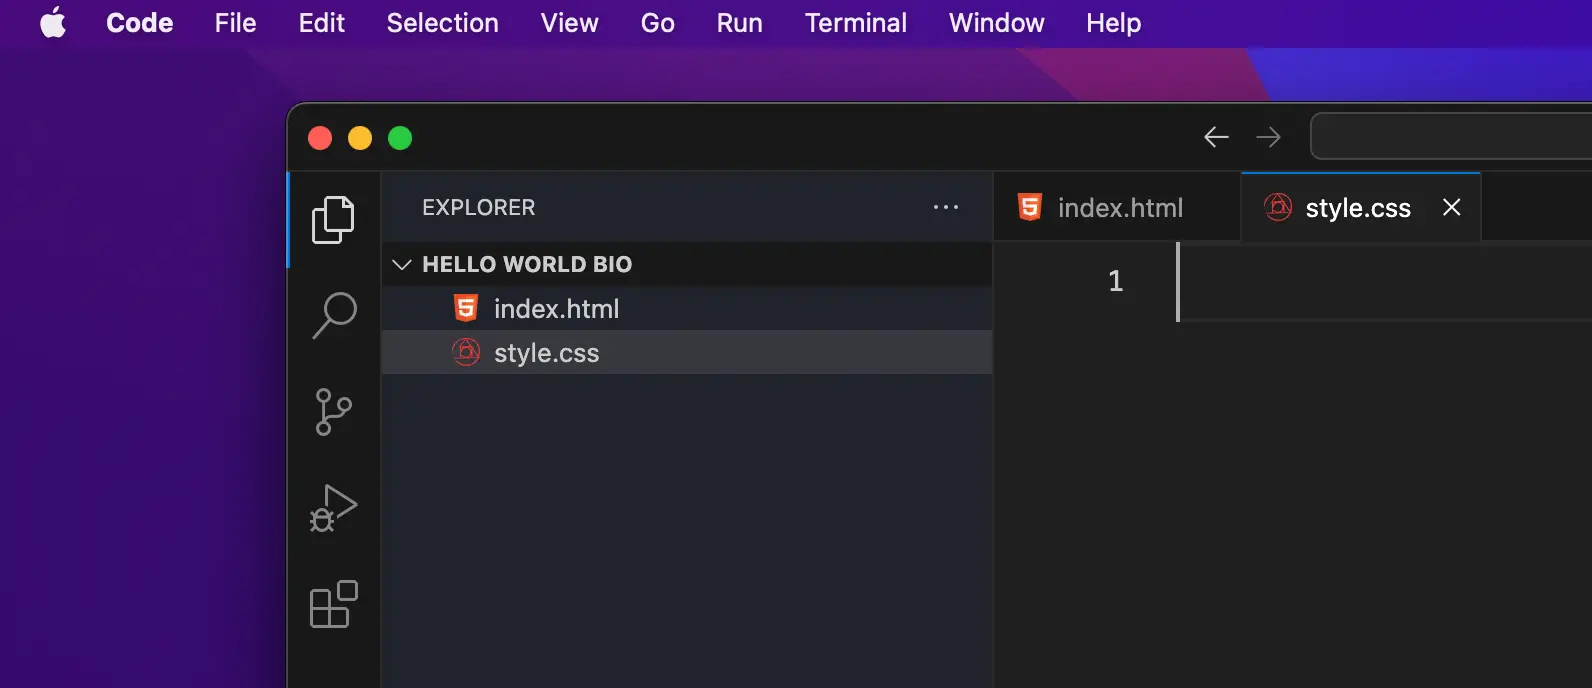 Code File Edit Selection View Go Run Terminal Window Help
EXPLORER
HELLO WORLD BIO
index.html
style.css
index.html style.css
1